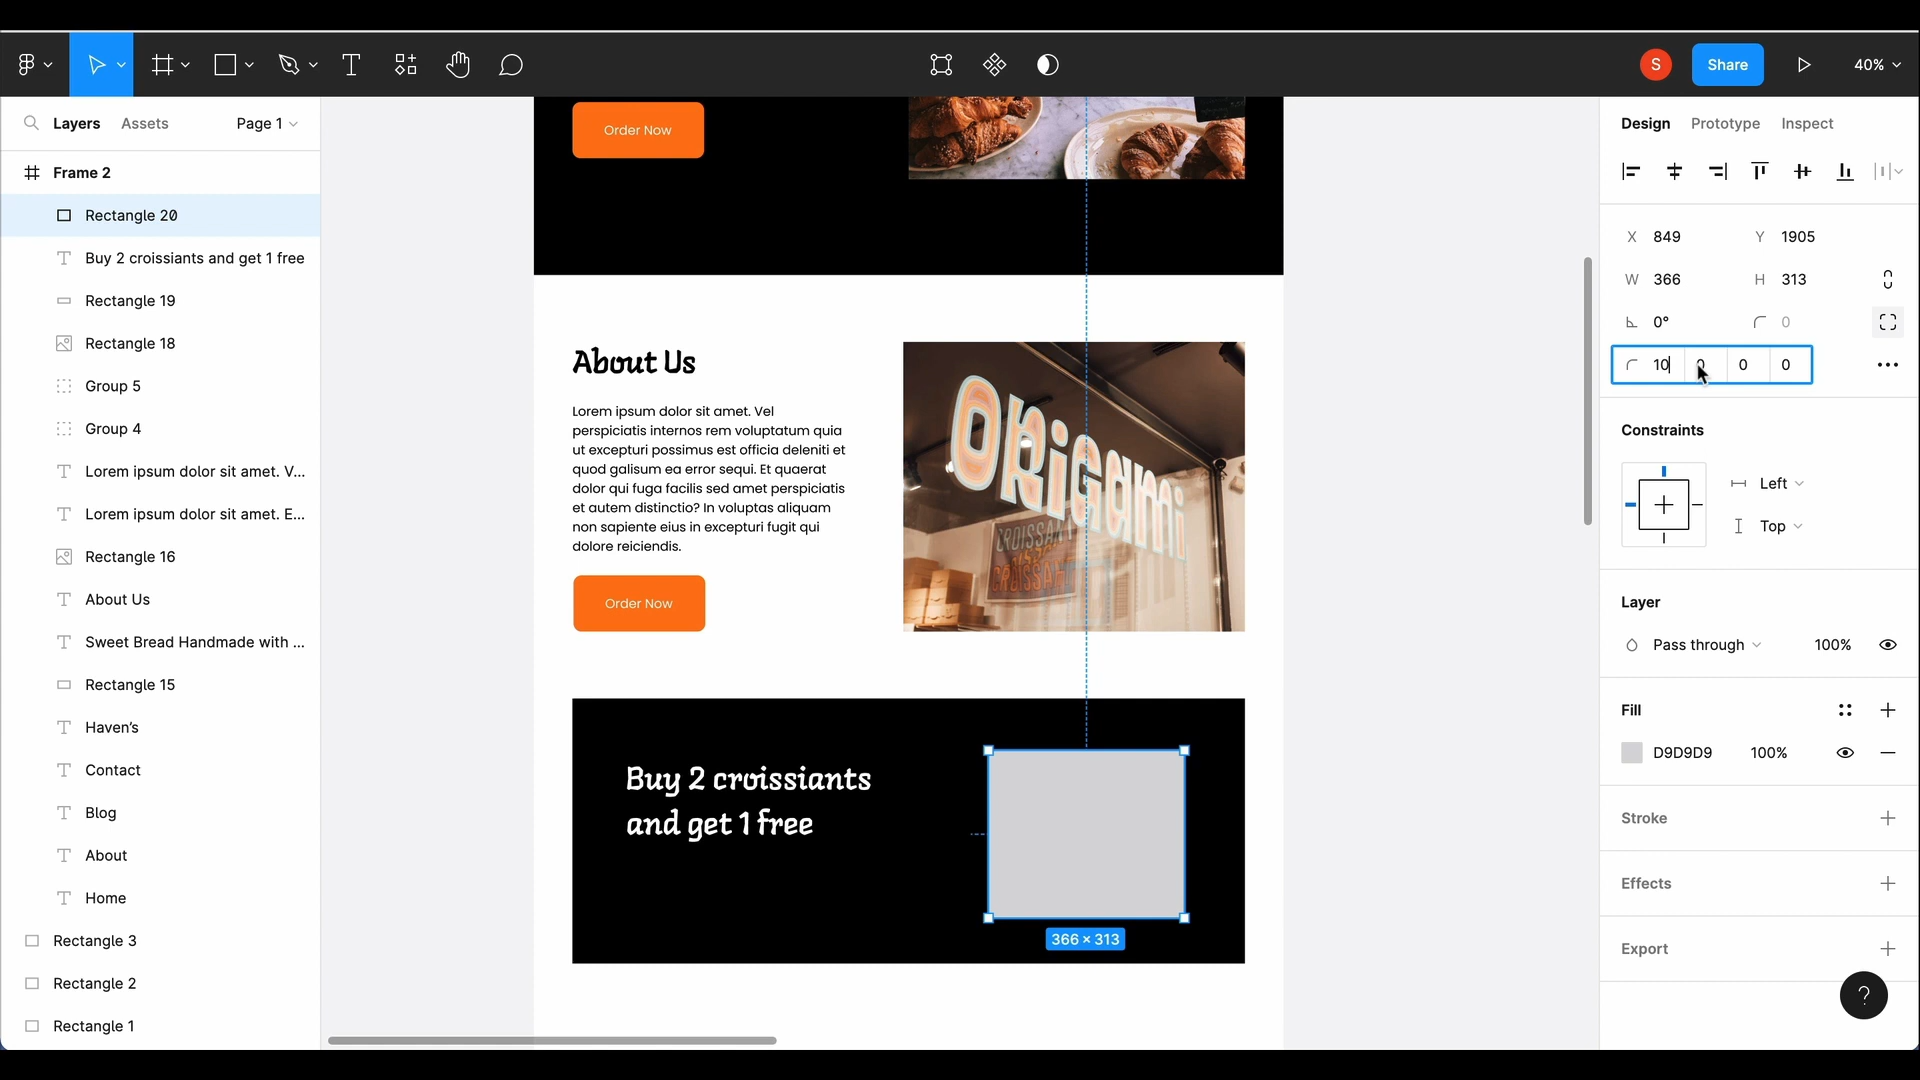 S
Share
40%
Layers
Assets
Page 1
Design
Prototype
Inspect
Frame 2
Rectangle 20
Buy 2 croissiants and get 1 free
Rectangle 19
Rectangle 18
Group 5
Group 4
Lorem ipsum dolor sit amet. V...
Lorem ipsum dolor sit amet. E...
Rectangle 16
About Us
Sweet Bread Handmade with ...
Rectangle 15
Haven's
Contact
Blog
About
Home
Rectangle 3
Rectangle 2
Rectangle 1
Order Now
About Us
Lorem ipsum dolor sit amet. Vel
perspiciatis internos rem voluptatum quia
ut excepturi possimus est officia deleniti et
quod galisum ea error sequi. Et quaerat
dolor qui fuga facilis sed amet perspiciatis
et autem distinctio? In voluptas aliquam
non sapiente eius in excepturi fugit qui
dolore reiciendis.
Order Now
ORIGami
CROISSANT
CROISSANT
Buy 2 croissiants
and get 1 free
366 × 313
X 849 Y 1905
W 366 H 313
0° 0
10 0 0 0
Constraints
Left
Top
Layer
Pass through 100%
Fill
D9D9D9 100%
Stroke
Effects
Export
?